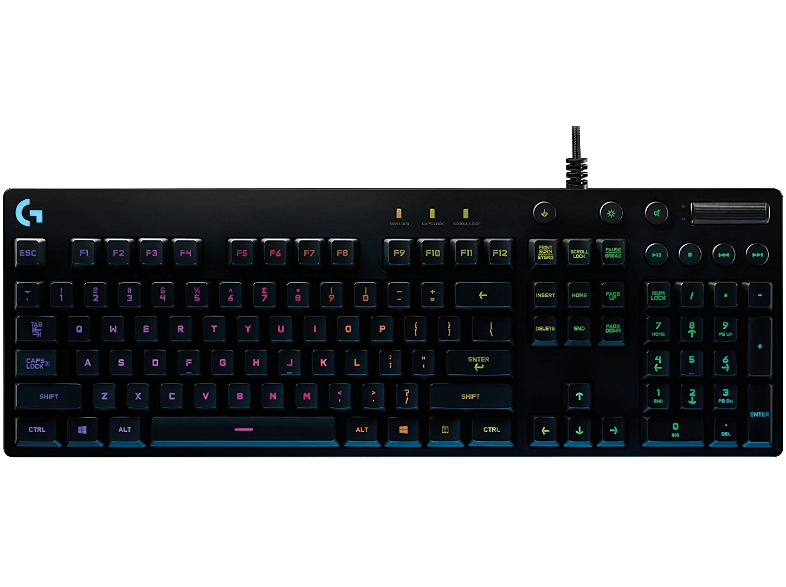 G
NUM LOCK CAPS LOCK SCROLL LOCK
ESC F1 F2 F3 F4 F5 F6 F7 F8 F9 F10 F11 F12 PRINT SCRN SYSRQ SCROLL LOCK PAUSE BREAK
~ ! 1 @ 2 # 3 $ 4 % 5 ^ 6 & 7 * 8 ( 9 ) 0 _ - + = ← INSERT HOME PAGE UP NUM LOCK / * -
TAB Q W E R T Y U I O P { [ } ] | \ DELETE END PAGE DOWN 7 HOME 8 ↑ 9 PG UP +
CAPS LOCK A S D F G H J K L : ; " ' ENTER 4 ← 5 6 →
SHIFT Z X C V B N M < , > . ? / SHIFT ↑ 1 END 2 ↓ 3 PG DN ENTER
CTRL ALT ALT CTRL ← ↓ → 0 INS . DEL